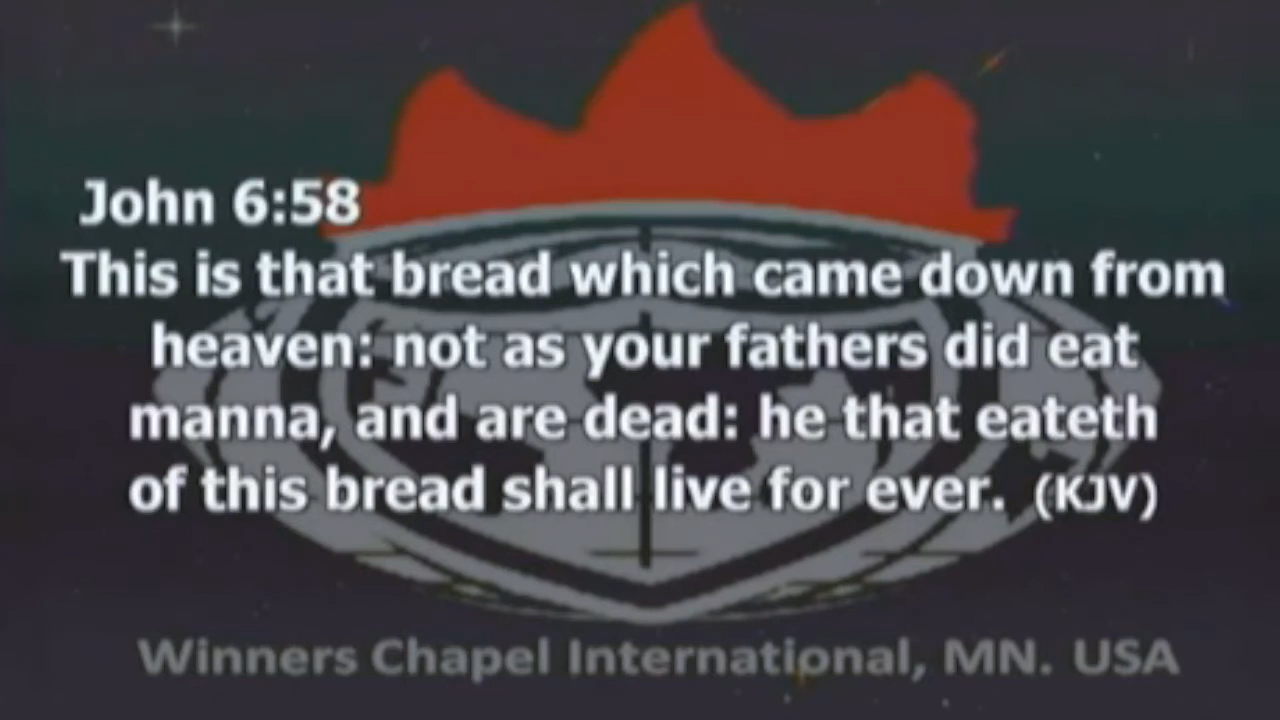 John 6:58
This is that bread which came down from
heaven: not as your fathers did eat
manna, and are dead: he that eateth
of this bread shall live for ever. (KJV)
Winners Chapel International, MN. USA